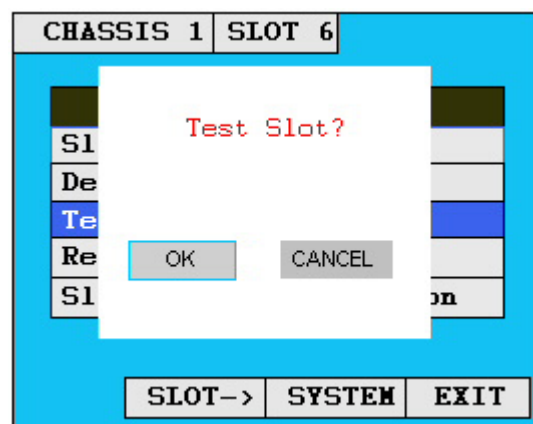 CHASSIS 1 SLOT 6
Test Slot?
Sl
De
Te
Re
OK CANCEL
Sl on
SLOT-> SYSTEM EXIT